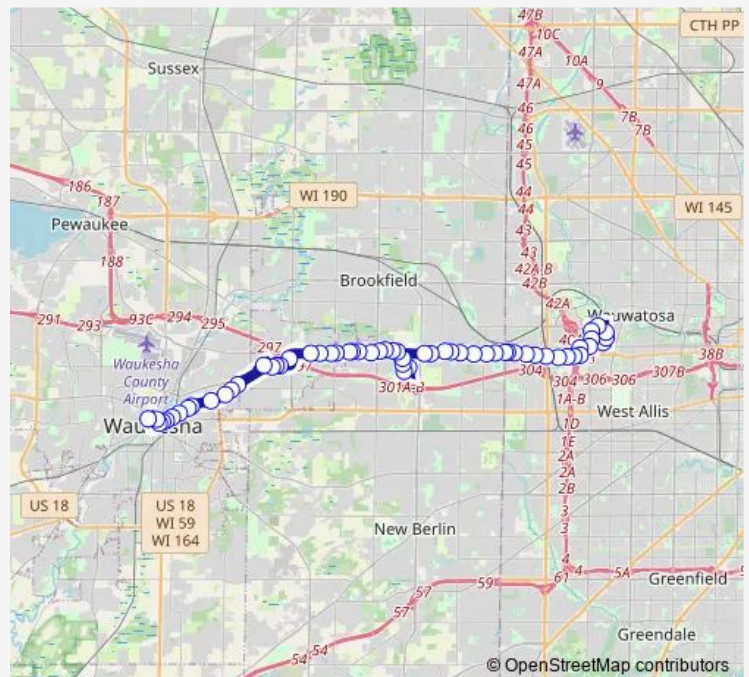 47B
CTH PP
10C
47A
10A
Sussex
47A
9
46
7B
7B
46
45
45
186
WI 190
44
187
44
WI 145
Pewaukee
43
188
43
42A-B
Brookfield
42B
42A
291
293
93C
294
295
Wauwatosa
297
38B
Waukesha
County
Airport
301A-B
304
304
306
306
307B
1A-B
West Allis
1D
1E
2A
2A
2B
US 18
US 18
WI 59
WI 164
New Berlin
3
3
4
4
5A
61
59
57
57
Greenfield
Greendale
54
54
© OpenStreetMap contributors